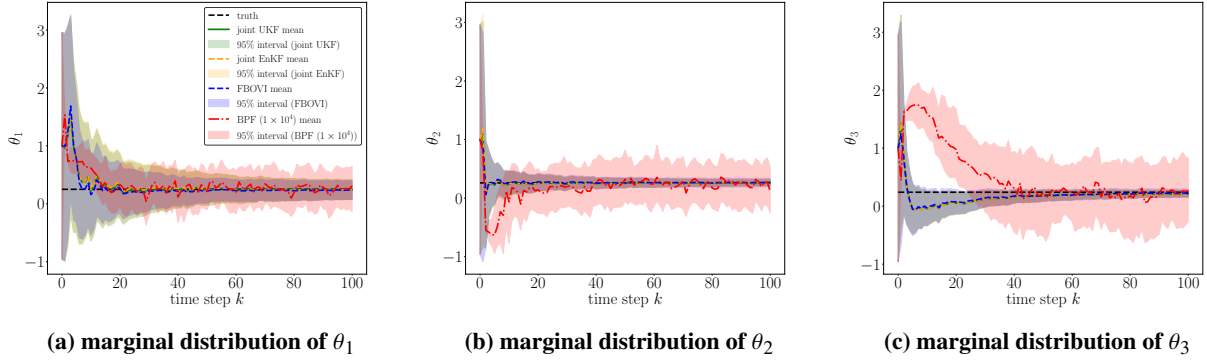 3
2
1
0
−1
θ₁
0
20
40
60
80
100
time step k
truth
joint UKF mean
95% interval (joint UKF)
joint EnKF mean
95% interval (joint EnKF)
FBOVI mean
95% interval (FBOVI)
BPF (1 × 10⁴) mean
95% interval (BPF (1 × 10⁴))
(a) marginal distribution of θ₁
3
2
1
0
−1
θ₂
0
20
40
60
80
100
time step k
(b) marginal distribution of θ₂
3
2
1
0
−1
θ₃
0
20
40
60
80
100
time step k
(c) marginal distribution of θ₃